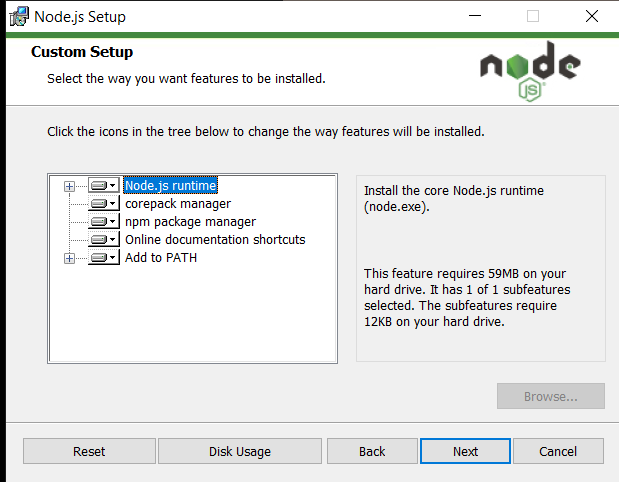 Node.js Setup
Custom Setup
Select the way you want features to be installed.
node
JS
Click the icons in the tree below to change the way features will be installed.
Node.js runtime
corepack manager
npm package manager
Online documentation shortcuts
Add to PATH
Install the core Node.js runtime
(node.exe).
This feature requires 59MB on your
hard drive. It has 1 of 1 subfeatures
selected. The subfeatures require
12KB on your hard drive.
Browse...
Reset
Disk Usage
Back
Next
Cancel